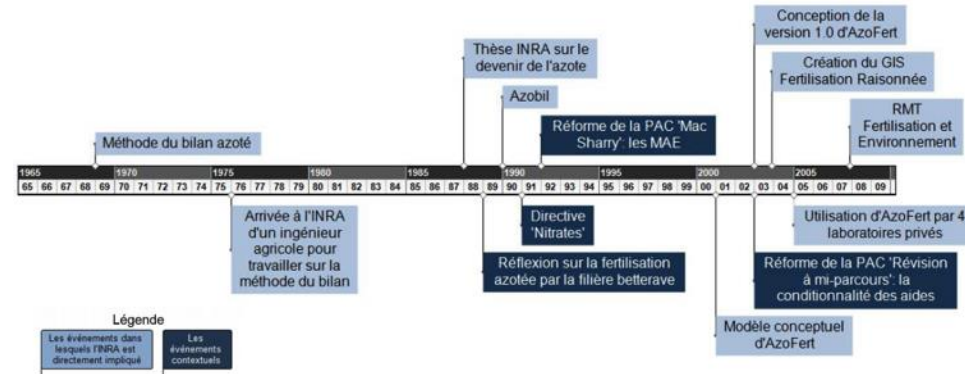 Conception de la
version 1.0 d'AzoFert
Thèse INRA sur le
devenir de l'azote
Création du GIS
Fertilisation Raisonnée
Azobil
RMT
Fertilisation et
Environnement
Réforme de la PAC 'Mac
Sharry': les MAE
Méthode du bilan azoté
1965 1970 1975 1980 1985 1990 1995 2000 2005
65 66 67 68 69 70 71 72 73 74 75 76 77 78 79 80 81 82 83 84 85 86 87 88 89 90 91 92 93 94 95 96 97 98 99 00 01 02 03 04 05 06 07 08 09
Arrivée à l'INRA
d'un ingénieur
agricole pour
travailler sur la
méthode du bilan
Directive
'Nitrates'
Utilisation d'AzoFert par 4
laboratoires privés
Réflexion sur la fertilisation
azotée par la filière betterave
Réforme de la PAC 'Révision
à mi-parcours': la
conditionnalité des aides
Modèle conceptuel
d'AzoFert
Légende
Les événements dans
lesquels l'INRA est
directement impliqué
Les
événements
contextuels